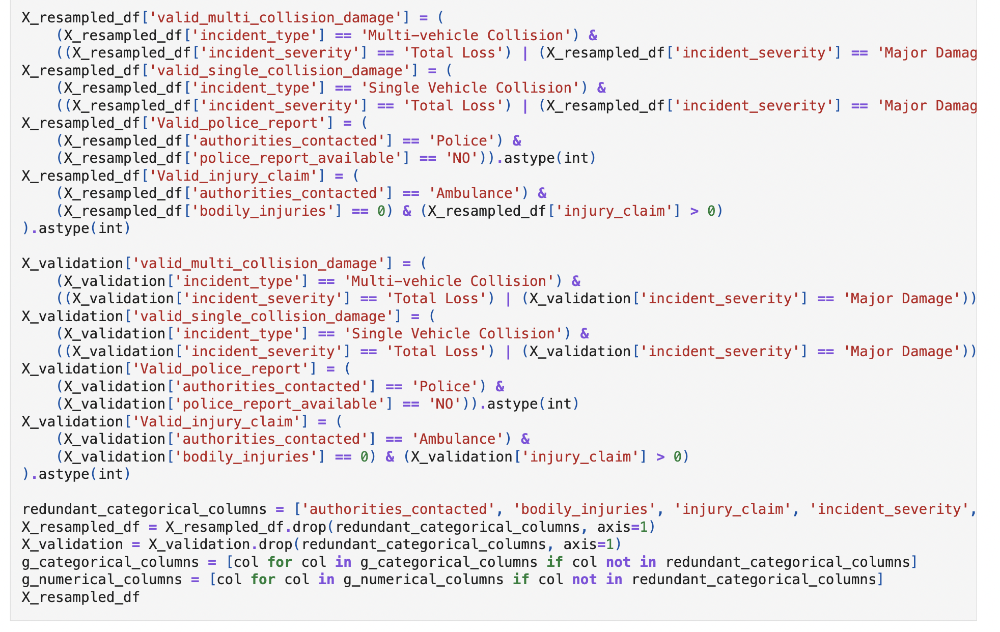 X_resampled_df['valid_multi_collision_damage'] = (
    (X_resampled_df['incident_type'] == 'Multi-vehicle Collision') &
    ((X_resampled_df['incident_severity'] == 'Total Loss') | (X_resampled_df['incident_severity'] == 'Major Damag
X_resampled_df['valid_single_collision_damage'] = (
    (X_resampled_df['incident_type'] == 'Single Vehicle Collision') &
    ((X_resampled_df['incident_severity'] == 'Total Loss') | (X_resampled_df['incident_severity'] == 'Major Damag
X_resampled_df['Valid_police_report'] = (
    (X_resampled_df['authorities_contacted'] == 'Police') &
    (X_resampled_df['police_report_available'] == 'NO')).astype(int)
X_resampled_df['Valid_injury_claim'] = (
    (X_resampled_df['authorities_contacted'] == 'Ambulance') &
    (X_resampled_df['bodily_injuries'] == 0) & (X_resampled_df['injury_claim'] > 0)
).astype(int)

X_validation['valid_multi_collision_damage'] = (
    (X_validation['incident_type'] == 'Multi-vehicle Collision') &
    ((X_validation['incident_severity'] == 'Total Loss') | (X_validation['incident_severity'] == 'Major Damage'))
X_validation['valid_single_collision_damage'] = (
    (X_validation['incident_type'] == 'Single Vehicle Collision') &
    ((X_validation['incident_severity'] == 'Total Loss') | (X_validation['incident_severity'] == 'Major Damage'))
X_validation['Valid_police_report'] = (
    (X_validation['authorities_contacted'] == 'Police') &
    (X_validation['police_report_available'] == 'NO')).astype(int)
X_validation['Valid_injury_claim'] = (
    (X_validation['authorities_contacted'] == 'Ambulance') &
    (X_validation['bodily_injuries'] == 0) & (X_validation['injury_claim'] > 0)
).astype(int)

redundant_categorical_columns = ['authorities_contacted', 'bodily_injuries', 'injury_claim', 'incident_severity',
X_resampled_df = X_resampled_df.drop(redundant_categorical_columns, axis=1)
X_validation = X_validation.drop(redundant_categorical_columns, axis=1)
g_categorical_columns = [col for col in g_categorical_columns if col not in redundant_categorical_columns]
g_numerical_columns = [col for col in g_numerical_columns if col not in redundant_categorical_columns]
X_resampled_df